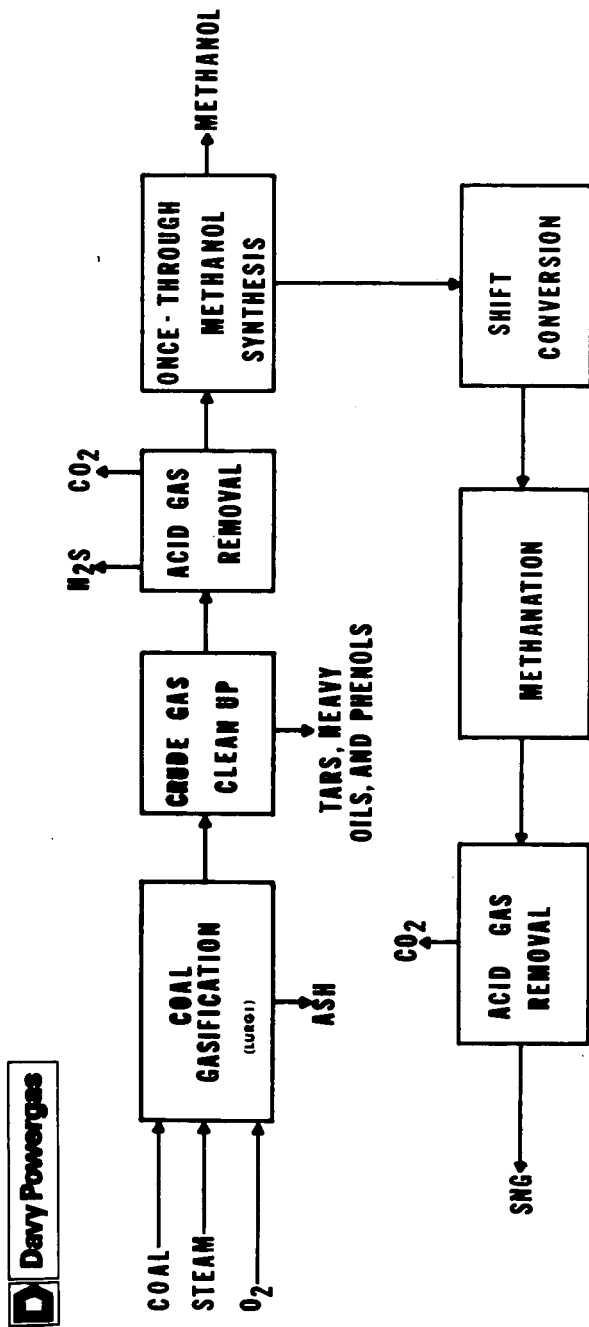 Davy Powergas
COAL
STEAM
O₂
COAL
GASIFICATION
(LURGI)
ASH
CRUDE GAS
CLEAN UP
TARS, HEAVY
OILS, AND PHENOLS
H₂S
CO₂
ACID GAS
REMOVAL
ONCE-THROUGH
METHANOL
SYNTHESIS
METHANOL
SHIFT
CONVERSION
METHANATION
CO₂
ACID GAS
REMOVAL
SNG